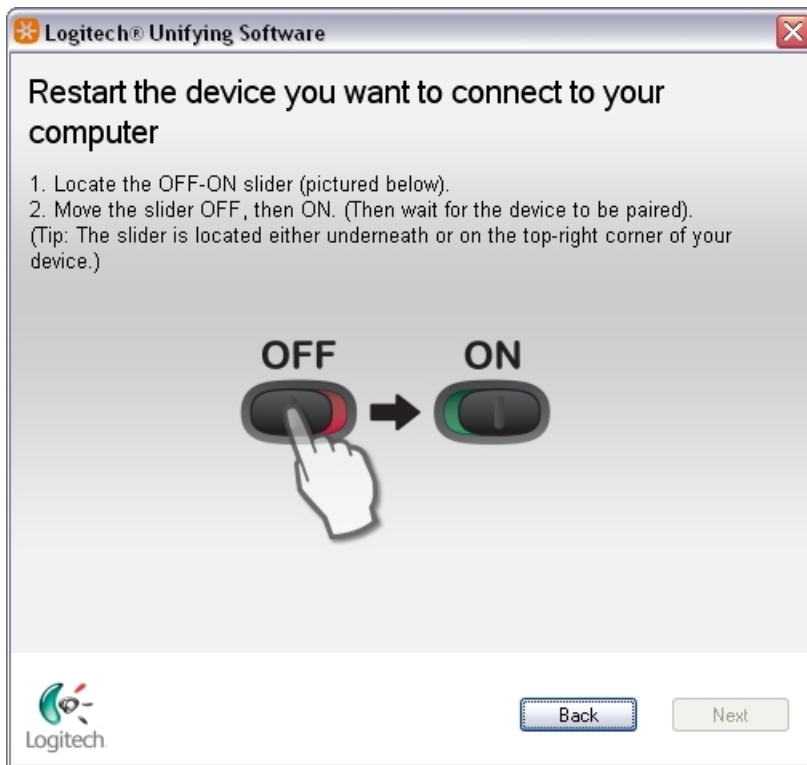 Logitech® Unifying Software
Restart the device you want to connect to your
computer
1. Locate the OFF-ON slider (pictured below).
2. Move the slider OFF, then ON. (Then wait for the device to be paired).
(Tip: The slider is located either underneath or on the top-right corner of your
device.)
OFF ON
Logitech
Back Next